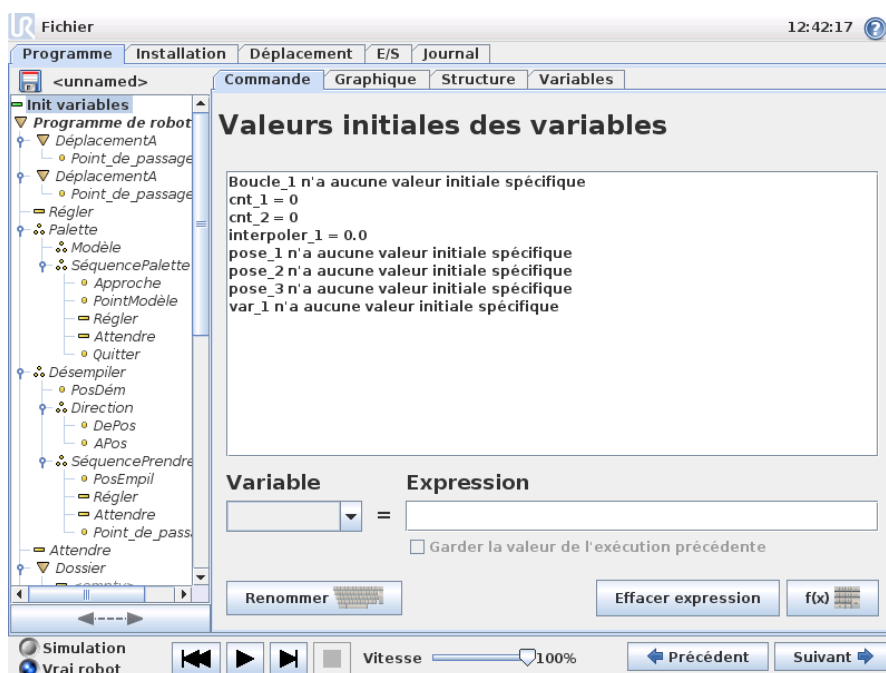 UR Fichier 12:42:17 ?
Programme Installation Déplacement E/S Journal
<unnamed>
Commande Graphique Structure Variables
Init variables
Programme de robot
DéplacementA
Point_de_passage
DéplacementA
Point_de_passage
Régler
Palette
Modèle
SéquencePalette
Approche
PointModèle
Régler
Attendre
Quitter
Désempiler
PosDém
Direction
DePos
APos
SéquencePrendre
PosEmpil
Régler
Attendre
Point_de_pass
Attendre
Dossier
<empty>
Valeurs initiales des variables
Boucle_1 n'a aucune valeur initiale spécifique
cnt_1 = 0
cnt_2 = 0
interpoler_1 = 0.0
pose_1 n'a aucune valeur initiale spécifique
pose_2 n'a aucune valeur initiale spécifique
pose_3 n'a aucune valeur initiale spécifique
var_1 n'a aucune valeur initiale spécifique
Variable Expression
=
Garder la valeur de l'exécution précédente
Renommer Effacer expression f(x)
Simulation
Vrai robot
Vitesse 100% Précédent Suivant